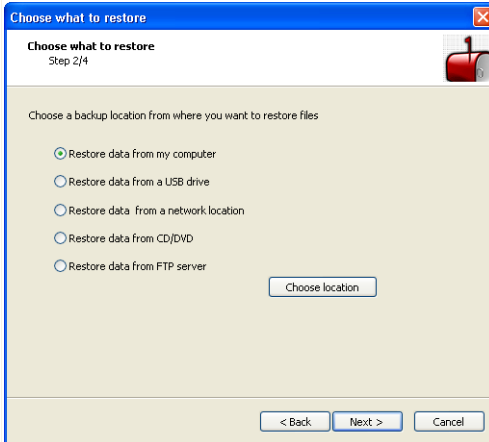 Choose what to restore
Choose what to restore
Step 2/4
Choose a backup location from where you want to restore files
Restore data from my computer
Restore data from a USB drive
Restore data  from a network location
Restore data from CD/DVD
Restore data from FTP server
Choose location
< Back Next > Cancel